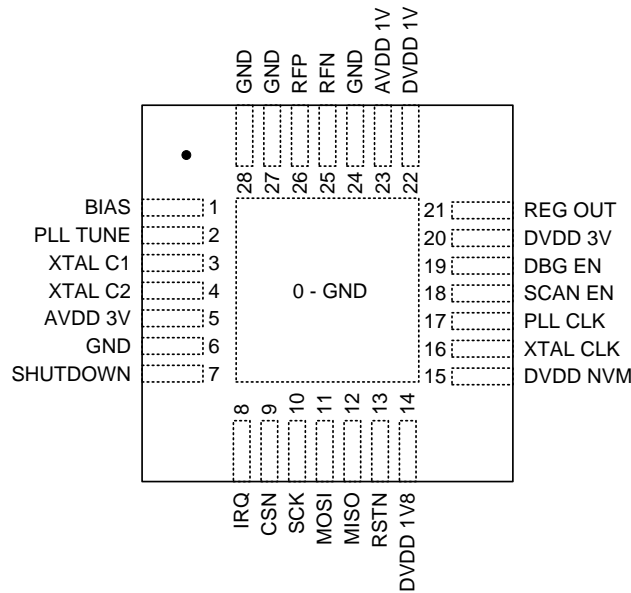 GND
GND
RFP
RFN
GND
AVDD 1V
DVDD 1V
28
27
26
25
24
23
22
BIAS 1
PLL TUNE 2
XTAL C1 3
XTAL C2 4
AVDD 3V 5
GND 6
SHUTDOWN 7
0 - GND
21 REG OUT
20 DVDD 3V
19 DBG EN
18 SCAN EN
17 PLL CLK
16 XTAL CLK
15 DVDD NVM
8
9
10
11
12
13
14
IRQ
CSN
SCK
MOSI
MISO
RSTN
DVDD 1V8